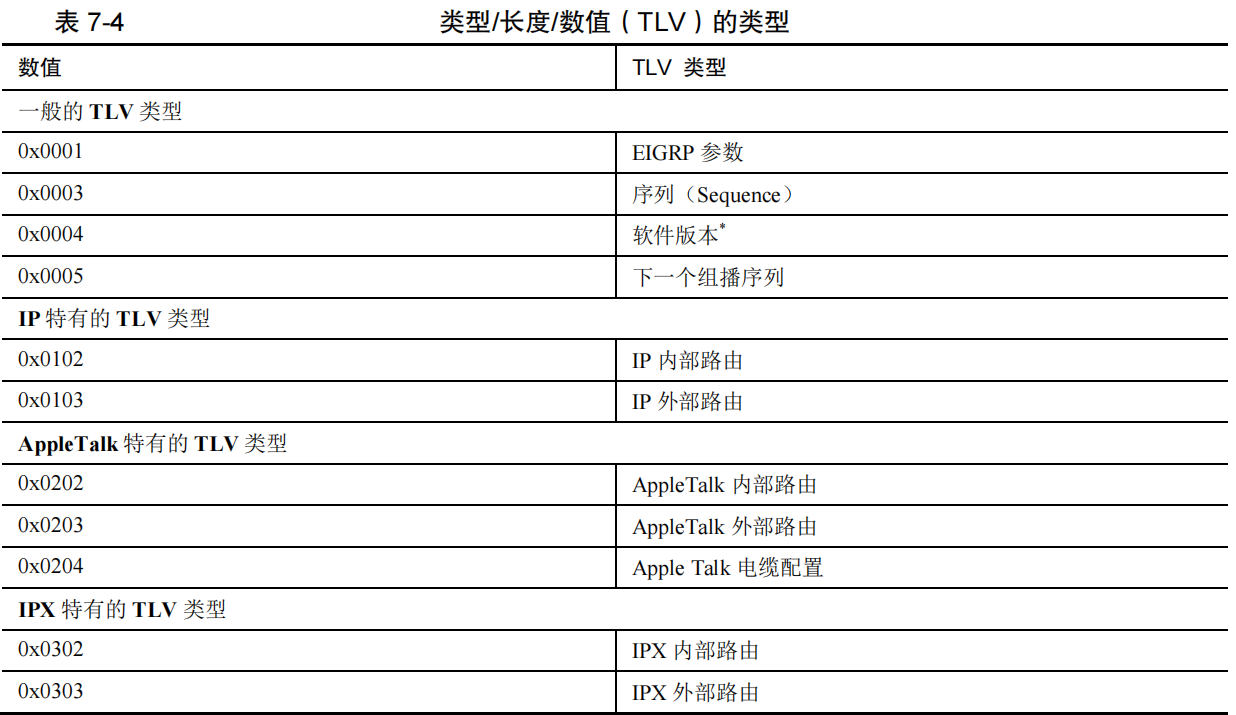 表 7-4 类型/长度/数值（TLV）的类型
数值 TLV 类型
一般的 TLV 类型
0x0001 EIGRP 参数
0x0003 序列（Sequence）
0x0004 软件版本*
0x0005 下一个组播序列
IP 特有的 TLV 类型
0x0102 IP 内部路由
0x0103 IP 外部路由
AppleTalk 特有的 TLV 类型
0x0202 AppleTalk 内部路由
0x0203 AppleTalk 外部路由
0x0204 Apple Talk 电缆配置
IPX 特有的 TLV 类型
0x0302 IPX 内部路由
0x0303 IPX 外部路由